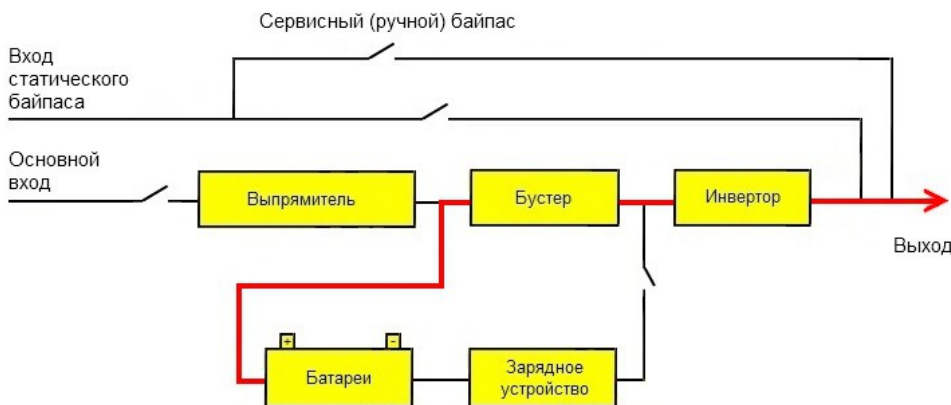 Сервисный (ручной) байпас
Вход
статического
байпаса
Основной
вход
Выпрямитель
Бустер
Инвертор
Выход
+
-
Батареи
Зарядное
устройство